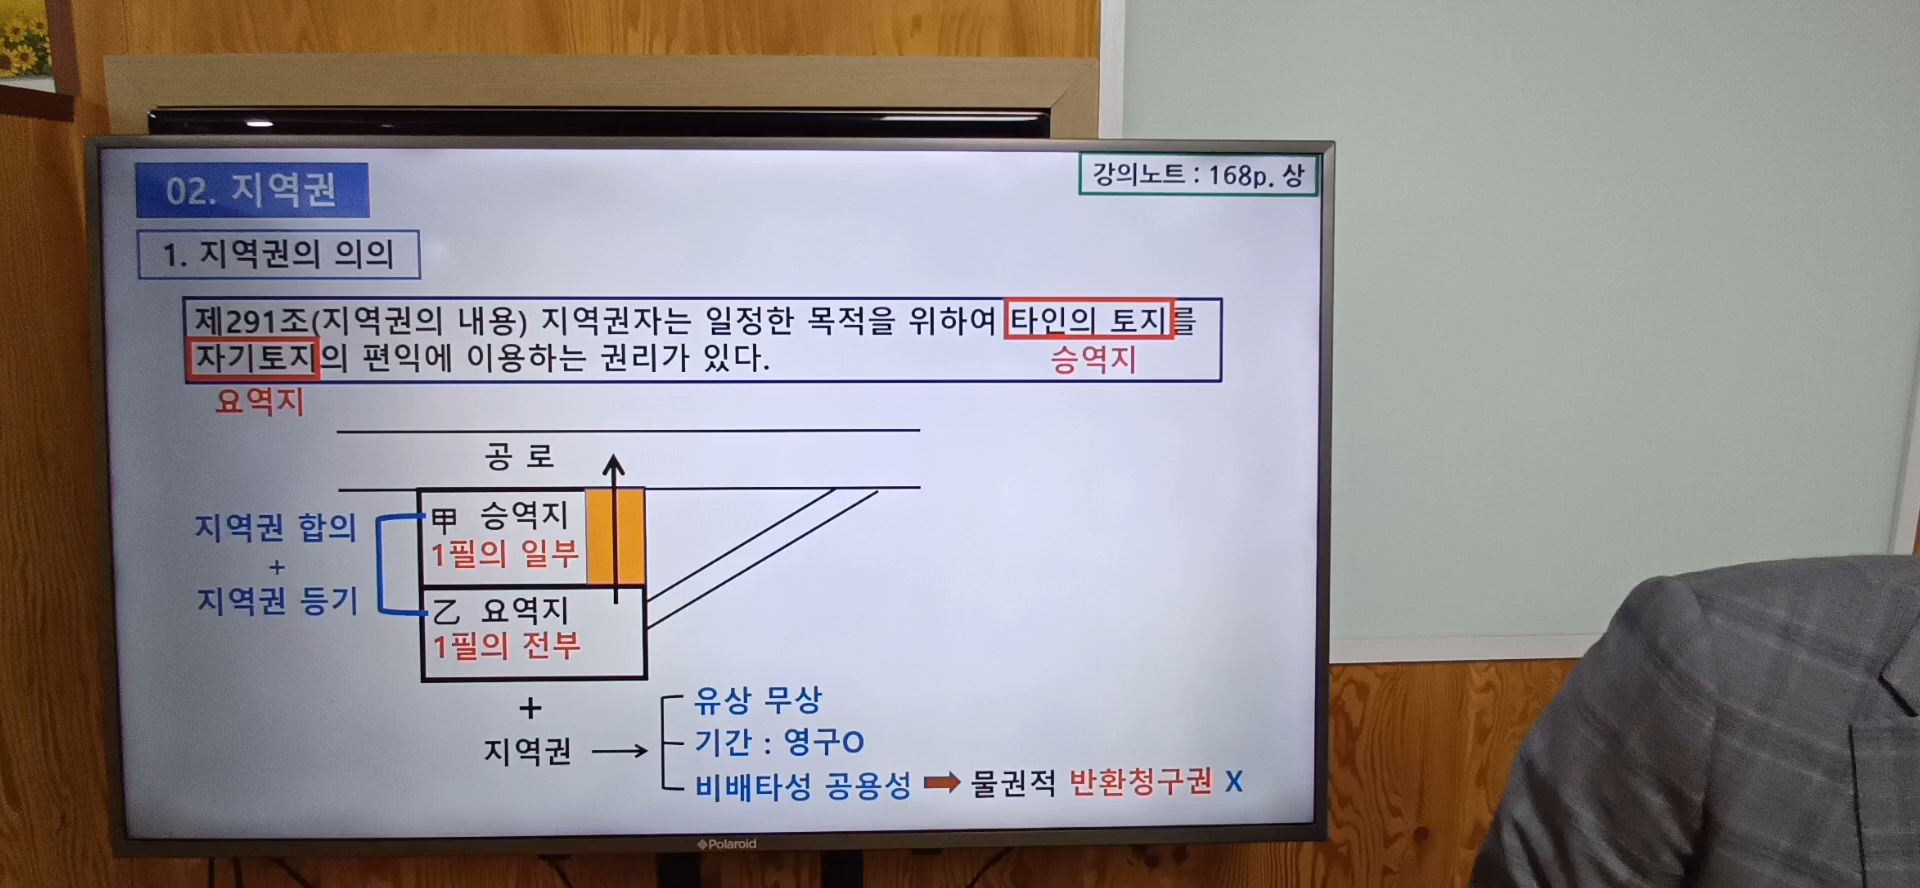 02. 지역권
강의노트 : 168p. 상
1. 지역권의 의의
제291조(지역권의 내용) 지역권자는 일정한 목적을 위하여 타인의 토지를
자기토지의 편익에 이용하는 권리가 있다.
승역지
요역지
공 로
지역권 합의
+
지역권 등기
甲 승역지
1필의 일부
乙 요역지
1필의 전부
+
지역권
유상 무상
기간 : 영구O
비배타성 공용성 물권적 반환청구권 X
Polaroid